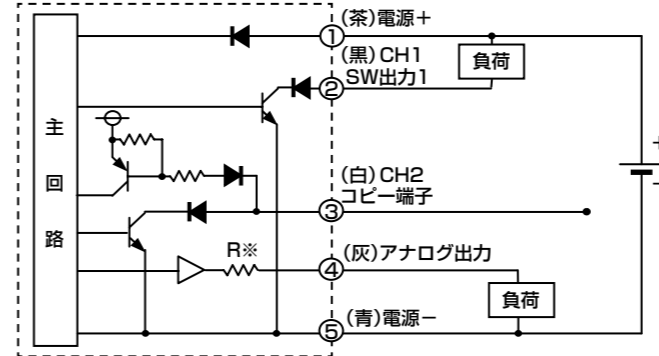 主回路
① (茶)電源+
(黒)CH1
② SW出力1
負荷
+
−
(白)CH2
③ コピー端子
R※
④ (灰)アナログ出力
負荷
⑤ (青)電源−